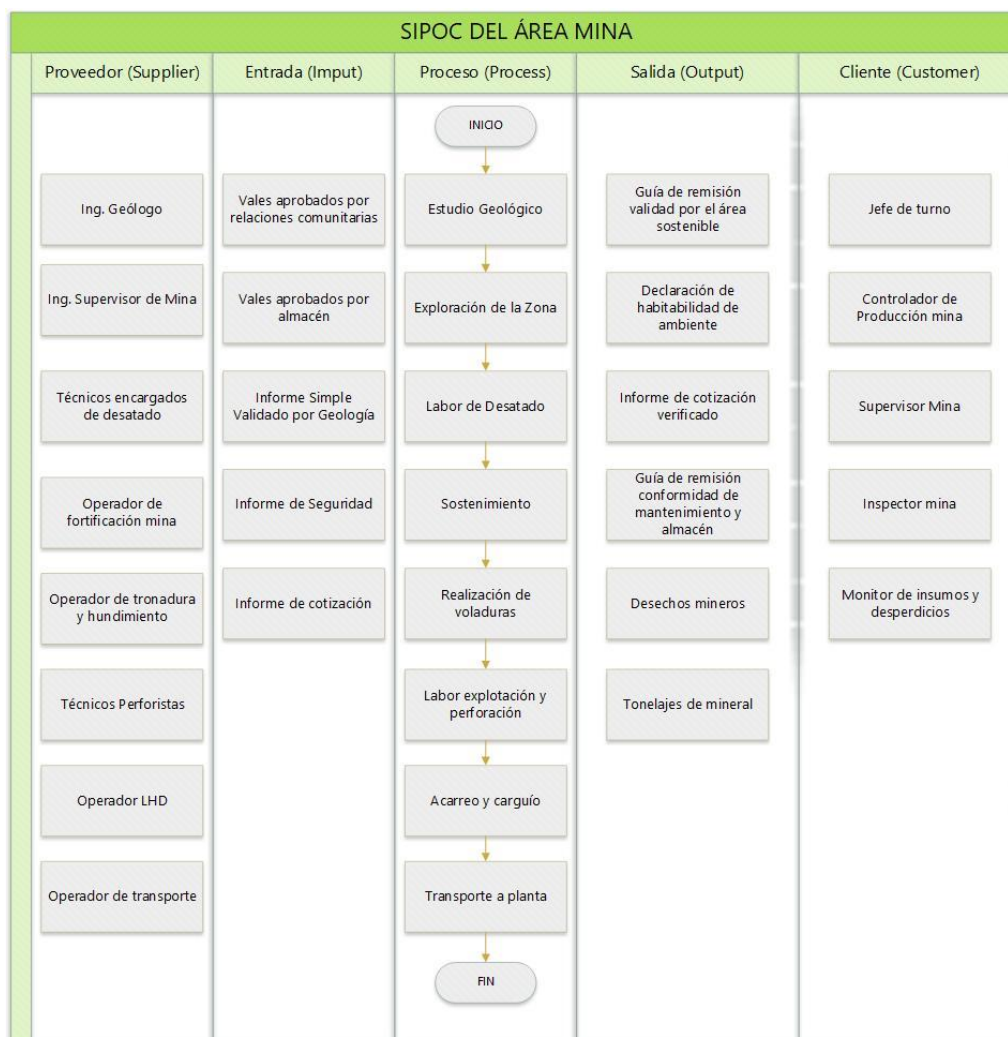 SIPOC DEL ÁREA MINA
Proveedor (Supplier)
Entrada (Imput)
Proceso (Process)
Salida (Output)
Cliente (Customer)
INICIO
Ing. Geólogo
Vales aprobados por
relaciones comunitarias
Estudio Geológico
Guía de remisión
validad por el área
sostenible
Jefe de turno
Ing. Supervisor de Mina
Vales aprobados por
almacén
Exploración de la Zona
Declaración de
habitabilidad de
ambiente
Controlador de
Producción mina
Técnicos encargados
de desatado
Informe Simple
Validado por Geología
Labor de Desatado
Informe de cotización
verificado
Supervisor Mina
Operador de
fortificación mina
Informe de Seguridad
Sostenimiento
Guía de remisión
conformidad de
mantenimiento y
almacén
Inspector mina
Operador de tronadura
y hundimiento
Informe de cotización
Realización de
voladuras
Desechos mineros
Monitor de insumos y
desperdicios
Técnicos Perforistas
Labor explotación y
perforación
Tonelajes de mineral
Operador LHD
Acarreo y carguío
Operador de transporte
Transporte a planta
FIN